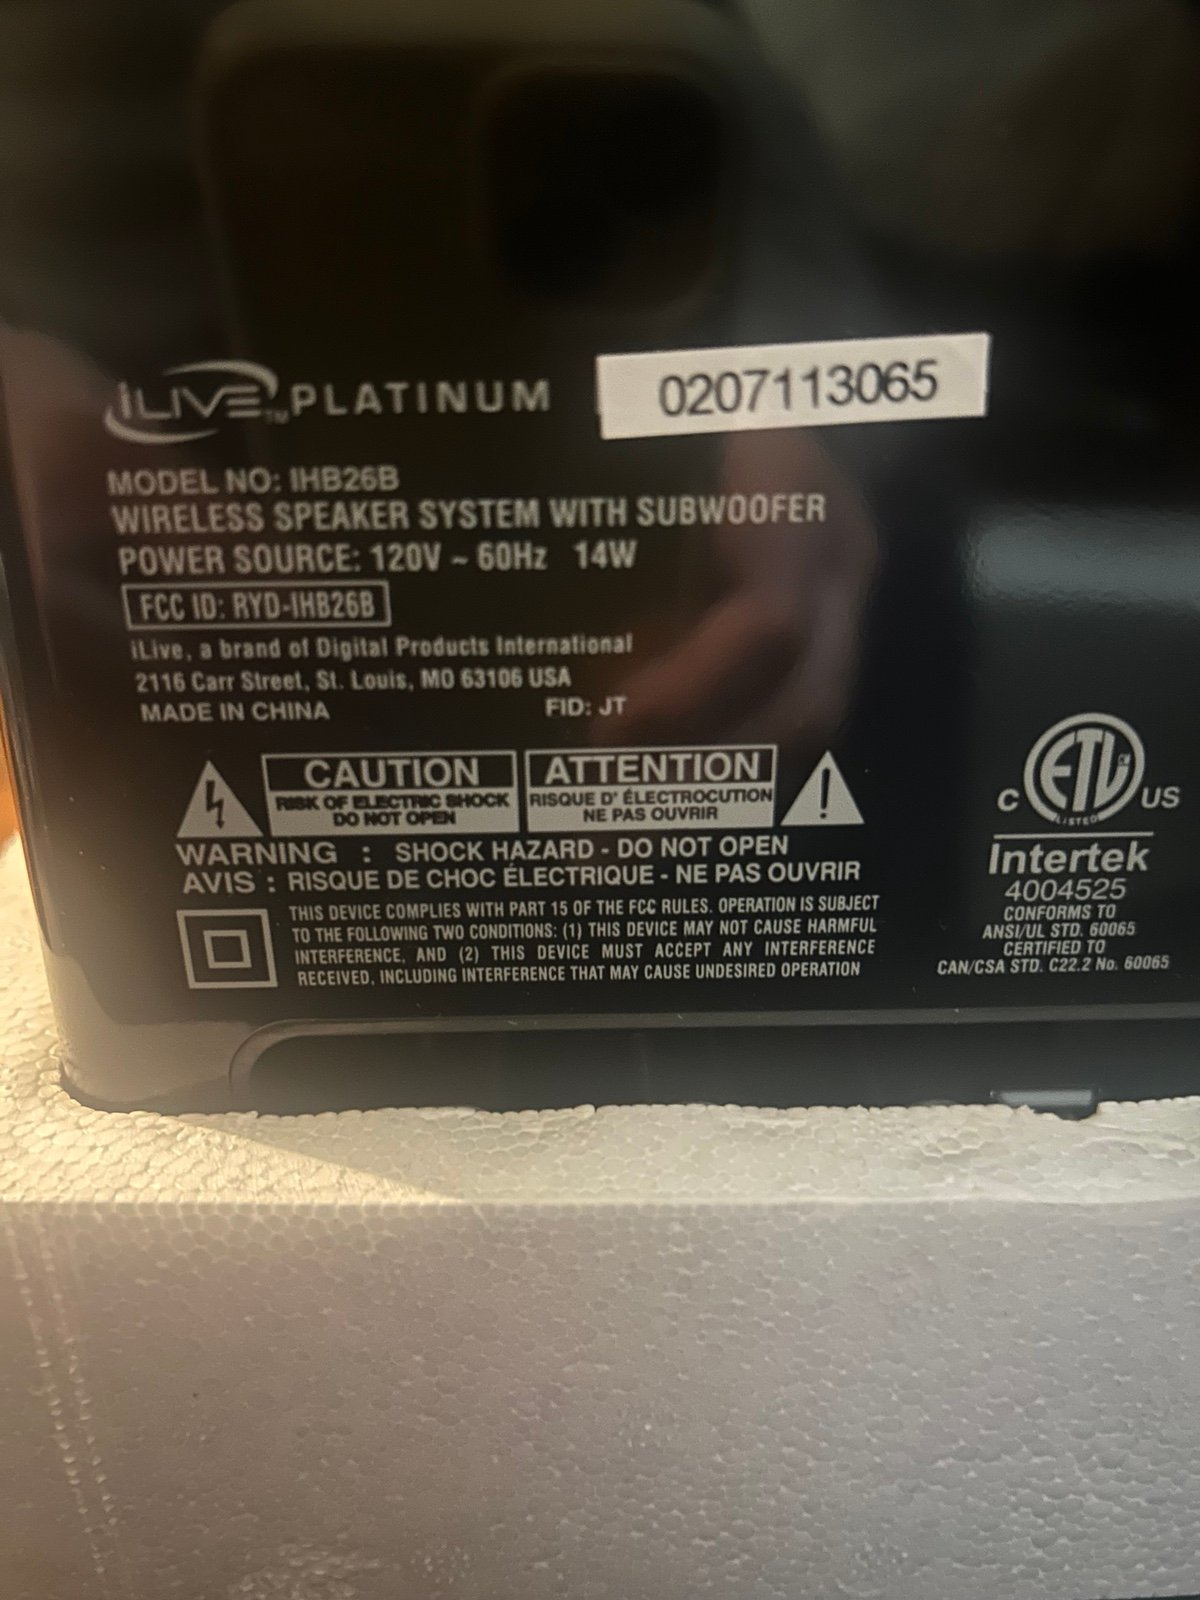 iLIVE™ PLATINUM 0207113065
MODEL NO: IHB26B
WIRELESS SPEAKER SYSTEM WITH SUBWOOFER
POWER SOURCE: 120V ~ 60Hz 14W
FCC ID: RYD-IHB26B
iLive, a brand of Digital Products International
2116 Carr Street, St. Louis, MO 63106 USA
MADE IN CHINA FID: JT
CAUTION
RISK OF ELECTRIC SHOCK
DO NOT OPEN
ATTENTION
RISQUE D' ÉLECTROCUTION
NE PAS OUVRIR
WARNING : SHOCK HAZARD - DO NOT OPEN
AVIS : RISQUE DE CHOC ÉLECTRIQUE - NE PAS OUVRIR
THIS DEVICE COMPLIES WITH PART 15 OF THE FCC RULES. OPERATION IS SUBJECT
TO THE FOLLOWING TWO CONDITIONS: (1) THIS DEVICE MAY NOT CAUSE HARMFUL
INTERFERENCE, AND (2) THIS DEVICE MUST ACCEPT ANY INTERFERENCE
RECEIVED, INCLUDING INTERFERENCE THAT MAY CAUSE UNDESIRED OPERATION
C ETL US
LISTED
Intertek
4004525
CONFORMS TO
ANSI/UL STD. 60065
CERTIFIED TO
CAN/CSA STD. C22.2 No. 60065